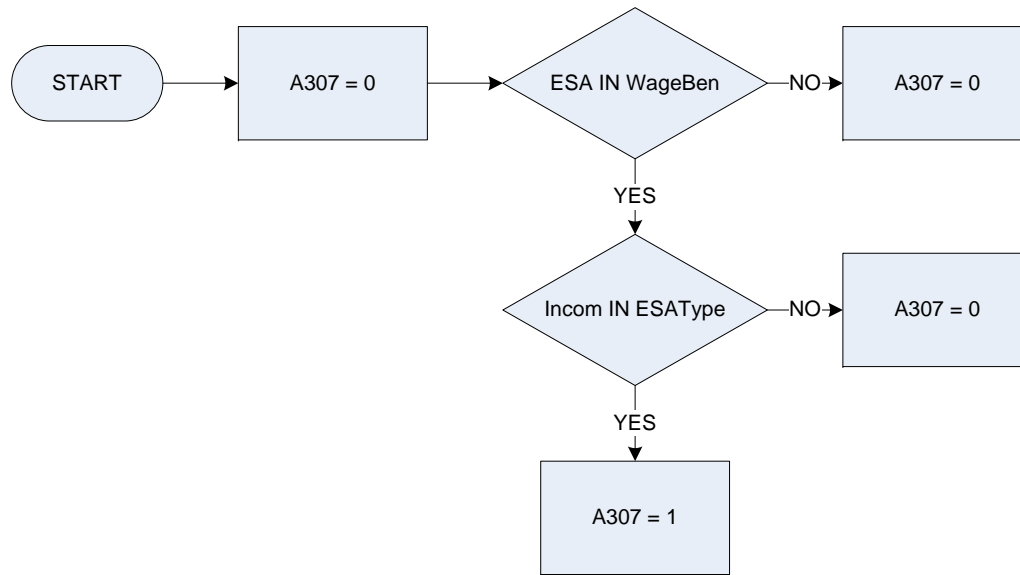 START
A307 = 0
ESA IN WageBen
NO
A307 = 0
YES
Incom IN ESAType
NO
A307 = 0
YES
A307 = 1